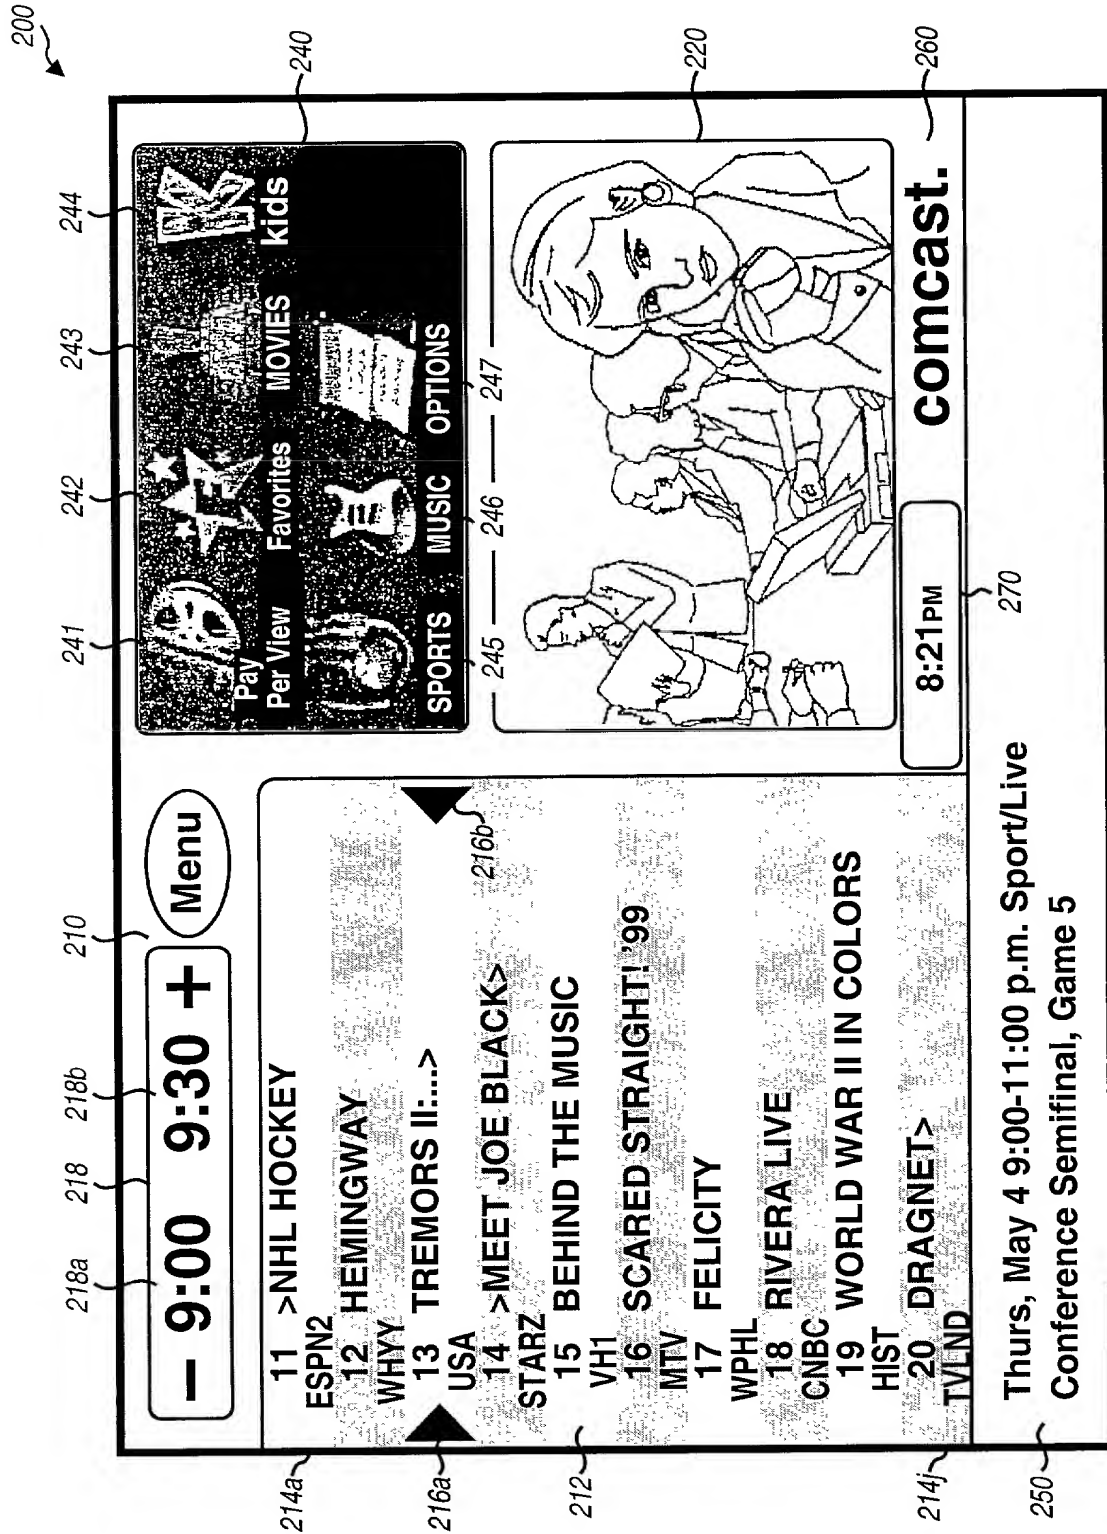 200
218a
218
218b
210
241
242
243
244
− 9:00 9:30 +
Menu
Pay
Per View
Favorites
MOVIES
kids
SPORTS
MUSIC
OPTIONS
240
245
246
247
11 >NHL HOCKEY
ESPN2
12 HEMINGWAY
WHYY
13 TREMORS II:....>
USA
14 >MEET JOE BLACK>
STARZ
15 BEHIND THE MUSIC
VH1
16 SCARED STRAIGHT! '99
MTV
17 FELICITY
WPHL
18 RIVERA LIVE
CNBC
19 WORLD WAR II IN COLORS
HIST
20 DRAGNET>
TVLND
214a
216a
216b
212
214j
220
8:21PM
comcast.
260
270
Thurs, May 4 9:00-11:00 p.m. Sport/Live
Conference Semifinal, Game 5
250